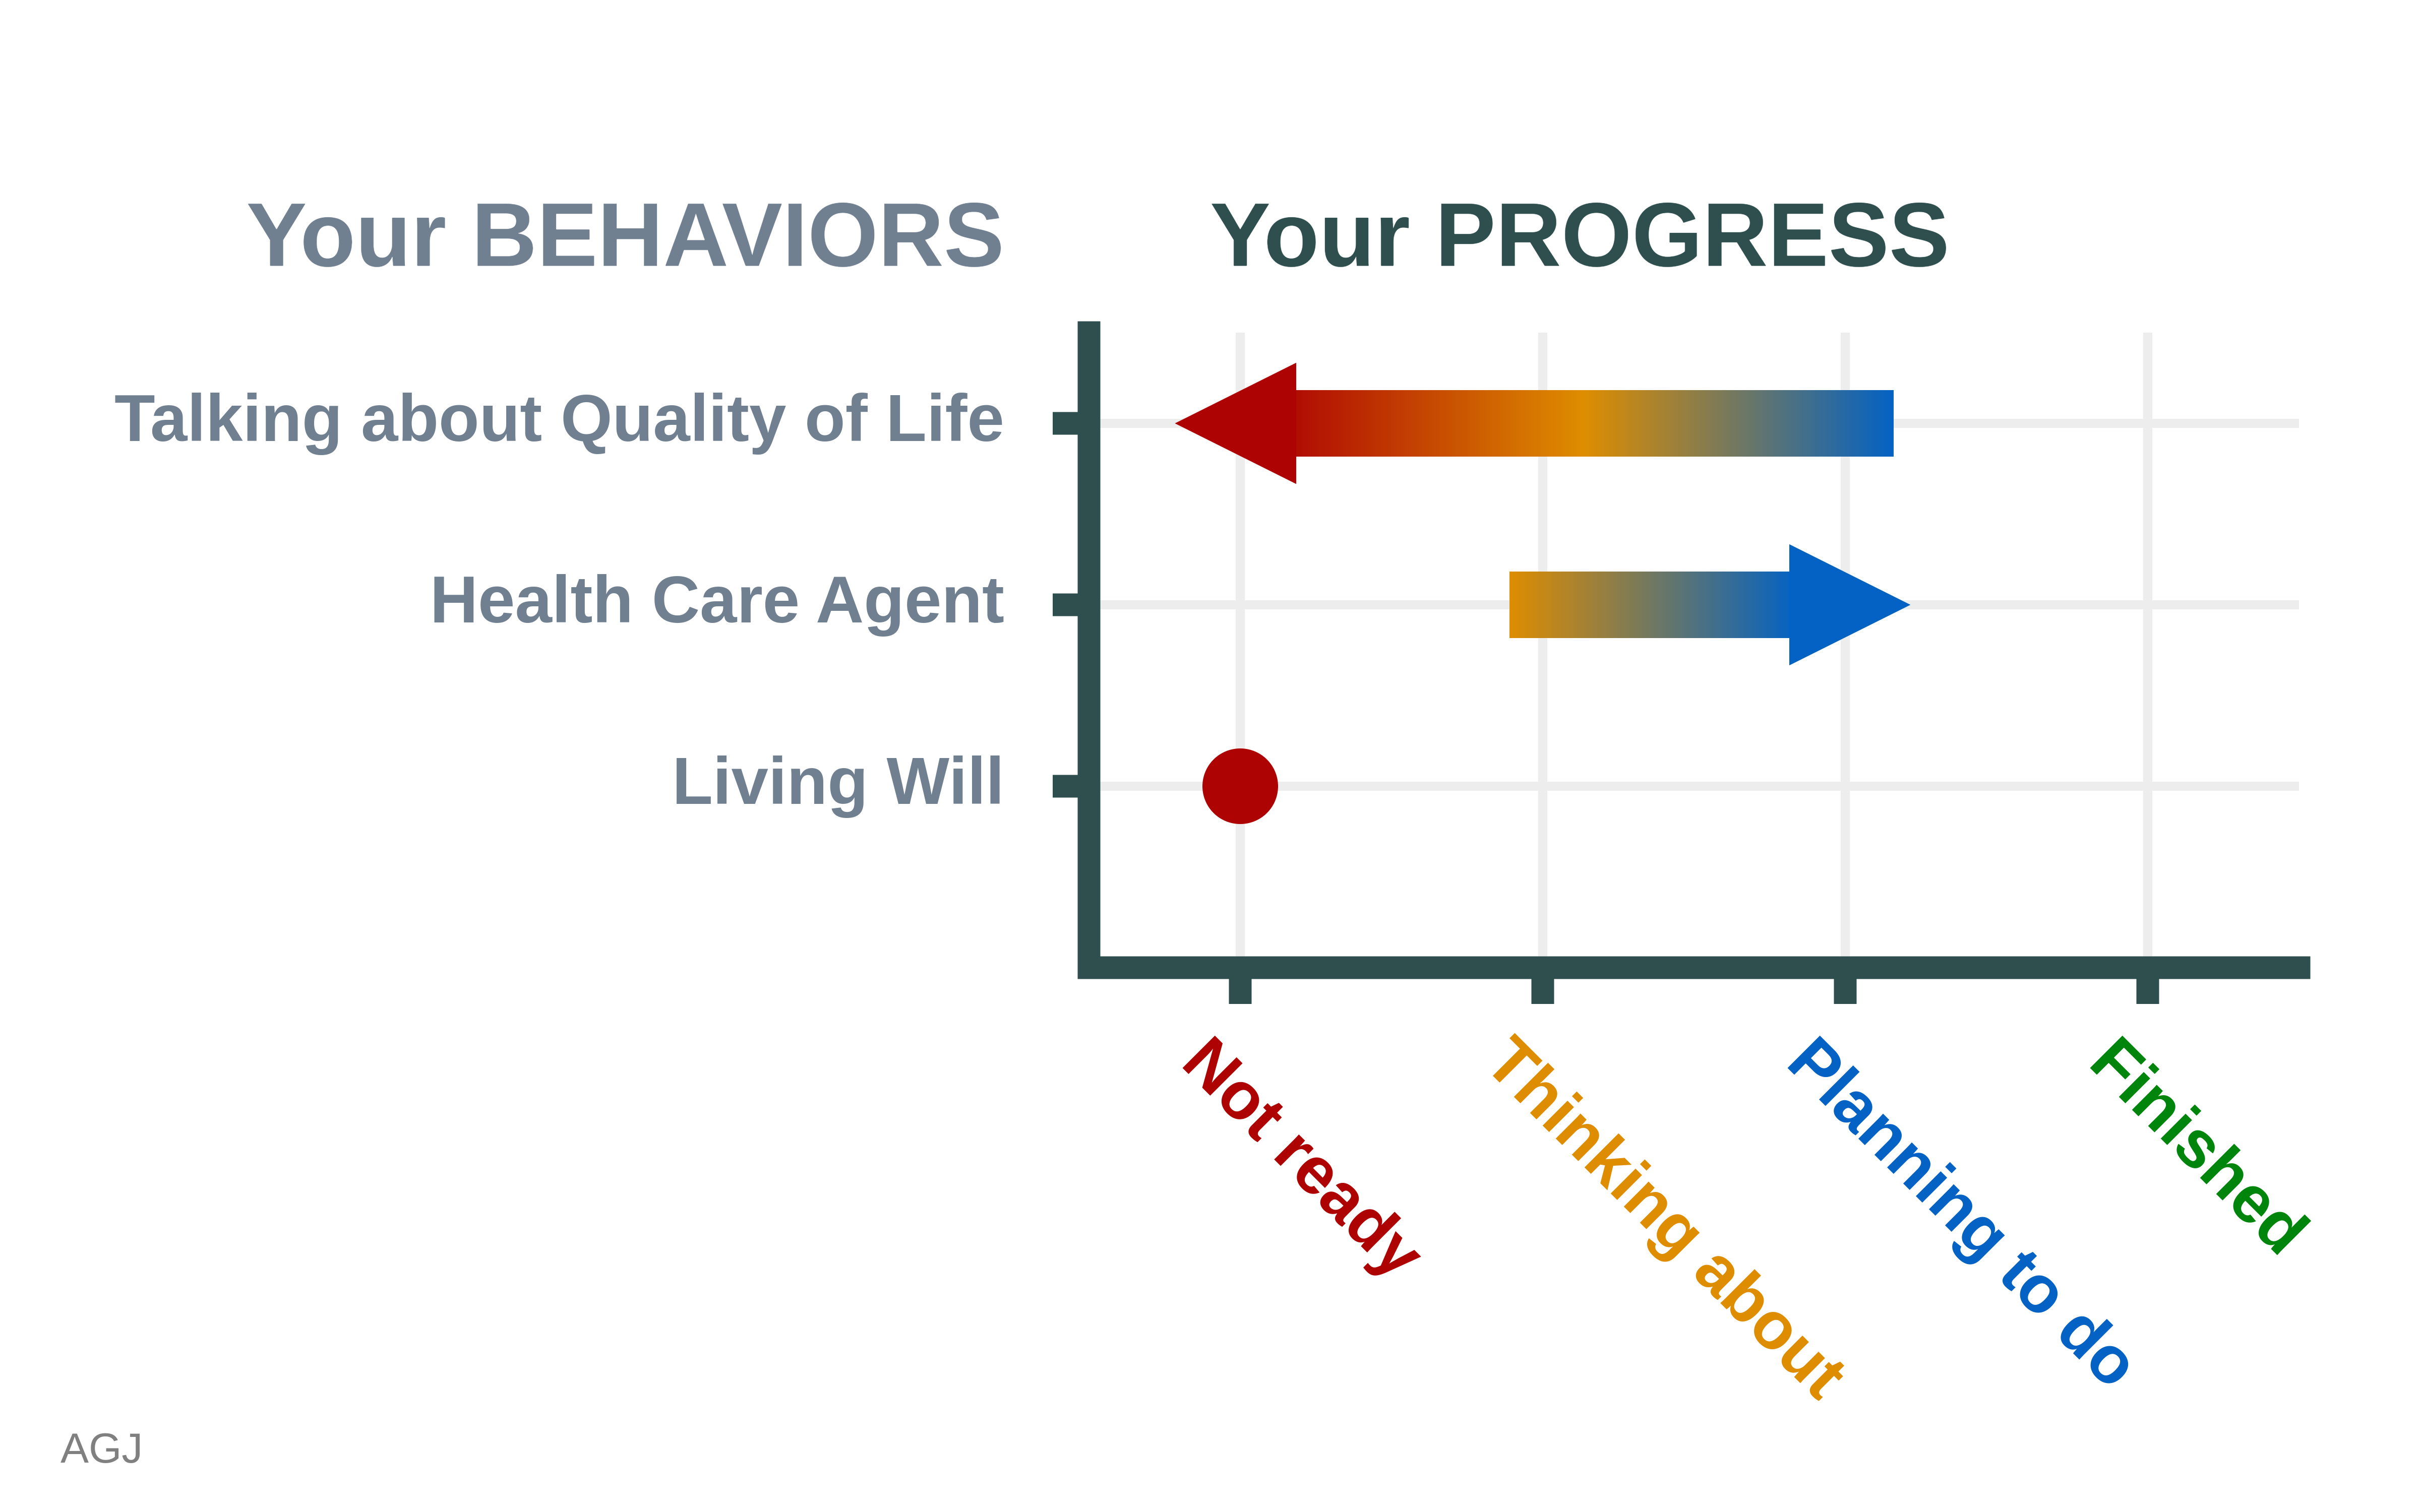 Your BEHAVIORS
Your PROGRESS
Talking about Quality of Life
Health Care Agent
Living Will
Not ready
Thinking about
Planning to do
Finished
AGJ